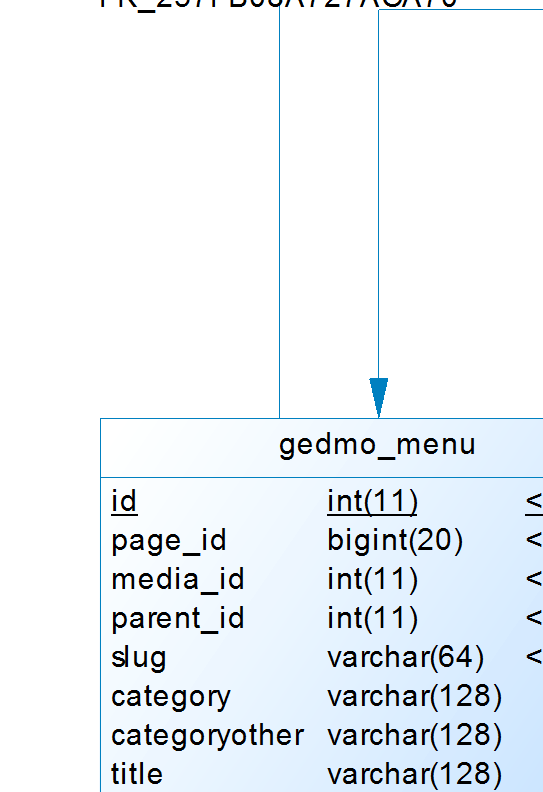 gedmo_menu
id int(11) <
page_id bigint(20) <
media_id int(11) <
parent_id int(11) <
slug varchar(64) <
category varchar(128)
categoryother varchar(128)
title varchar(128)